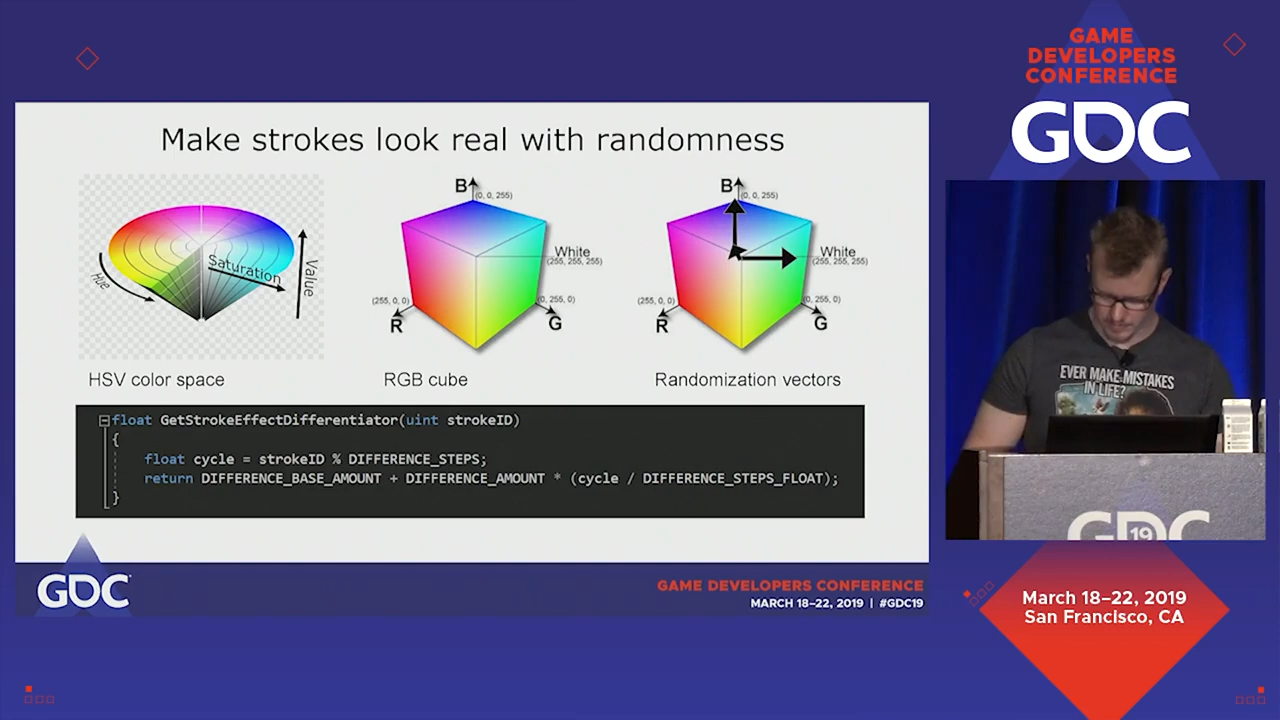 GAME
DEVELOPERS
CONFERENCE
GDC
Make strokes look real with randomness
Hue
Saturation
Value
HSV color space
B
(0, 0, 255)
White
(255, 255, 255)
(255, 0, 0)
(0, 255, 0)
R
G
RGB cube
B
(0, 0, 255)
White
(255, 255, 255)
(255, 0, 0)
(0, 255, 0)
R
G
Randomization vectors
float GetStrokeEffectDifferentiator(uint strokeID)
{
float cycle = strokeID % DIFFERENCE_STEPS;
return DIFFERENCE_BASE_AMOUNT + DIFFERENCE_AMOUNT * (cycle / DIFFERENCE_STEPS_FLOAT);
}
GDC
GAME DEVELOPERS CONFERENCE
MARCH 18–22, 2019 | #GDC19
EVER MAKE MISTAKES
IN LIFE?
GDC
19
March 18–22, 2019
San Francisco, CA